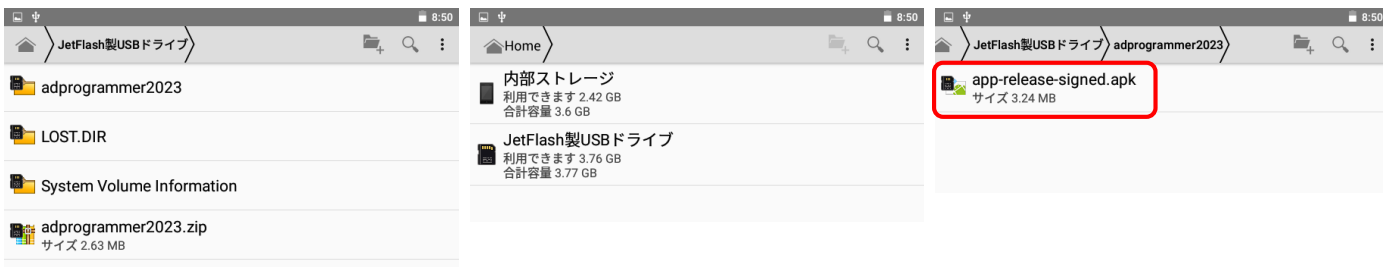 8:50
JetFlash製USBドライブ
adprogrammer2023
LOST.DIR
System Volume Information
adprogrammer2023.zip
サイズ 2.63 MB
8:50
Home
内部ストレージ
利用できます 2.42 GB
合計容量 3.6 GB
JetFlash製USBドライブ
利用できます 3.76 GB
合計容量 3.77 GB
8:50
JetFlash製USBドライブ adprogrammer2023
app-release-signed.apk
サイズ 3.24 MB